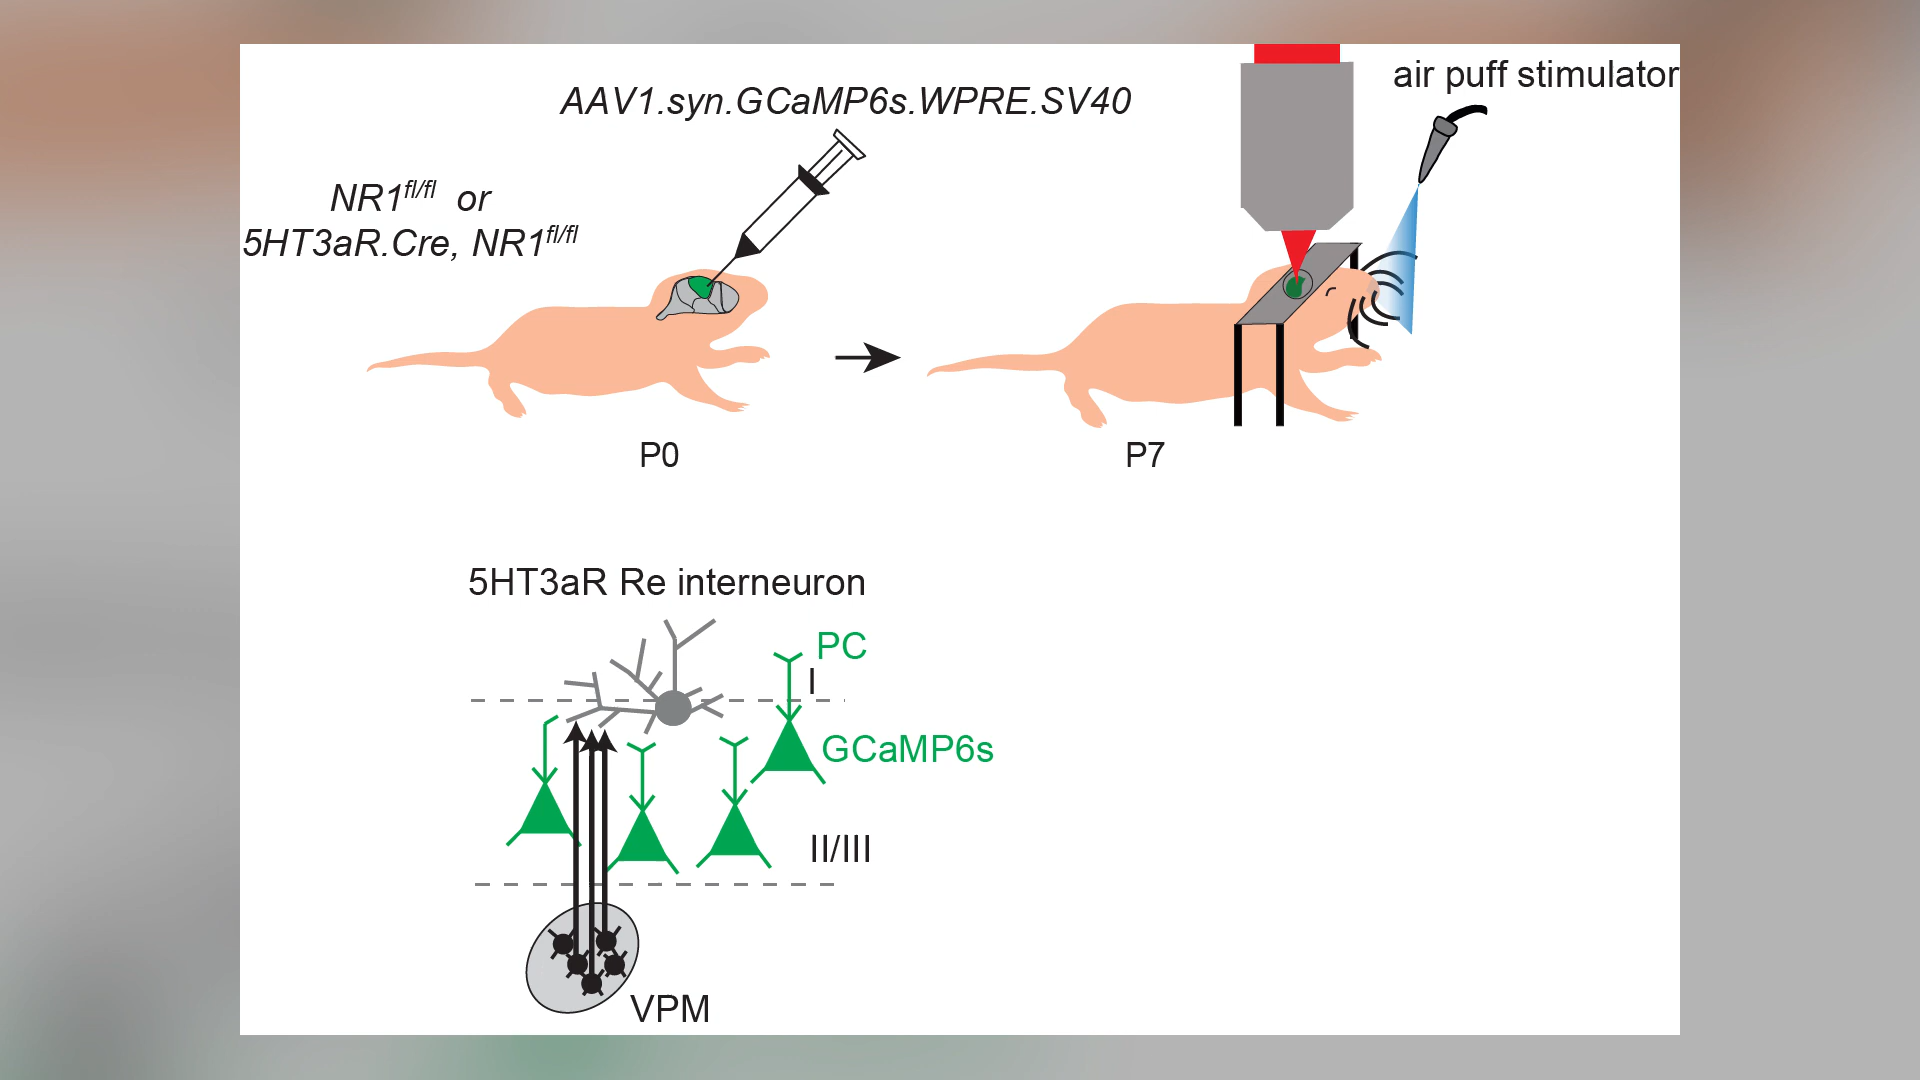 air puff stimulator
AAV1.syn.GCaMP6s.WPRE.SV40
NR1fl/fl or
5HT3aR.Cre, NR1fl/fl
P0
P7
5HT3aR Re interneuron
PC
I
GCaMP6s
II/III
VPM